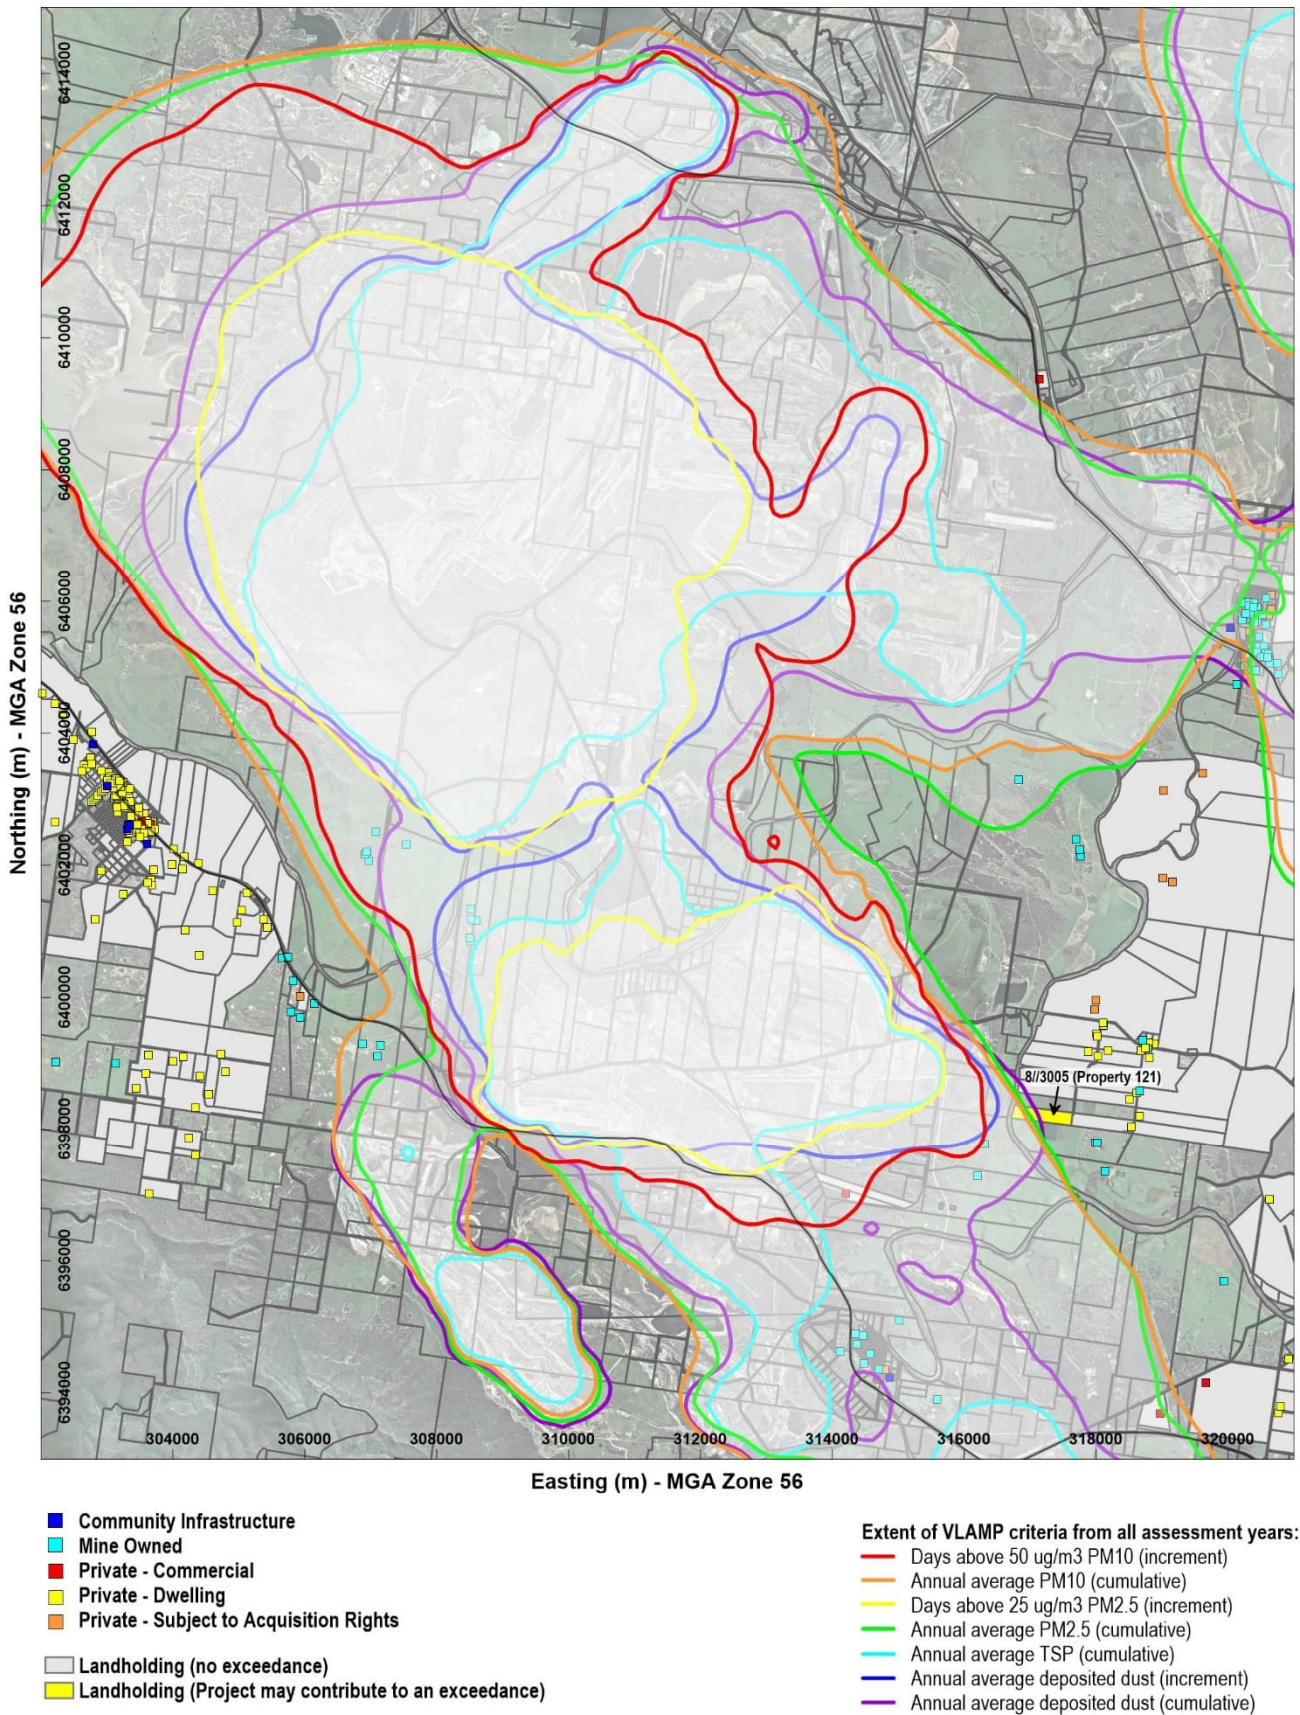 6414000
6412000
6410000
6408000
6406000
6404000
6402000
6400000
6398000
6396000
6394000
Northing (m) - MGA Zone 56
8//3005 (Property 121)
304000 306000 308000 310000 312000 314000 316000 318000 320000
Easting (m) - MGA Zone 56
Community Infrastructure
Mine Owned
Private - Commercial
Private - Dwelling
Private - Subject to Acquisition Rights
Landholding (no exceedance)
Landholding (Project may contribute to an exceedance)
Extent of VLAMP criteria from all assessment years:
Days above 50 ug/m3 PM10 (increment)
Annual average PM10 (cumulative)
Days above 25 ug/m3 PM2.5 (increment)
Annual average PM2.5 (cumulative)
Annual average TSP (cumulative)
Annual average deposited dust (increment)
Annual average deposited dust (cumulative)